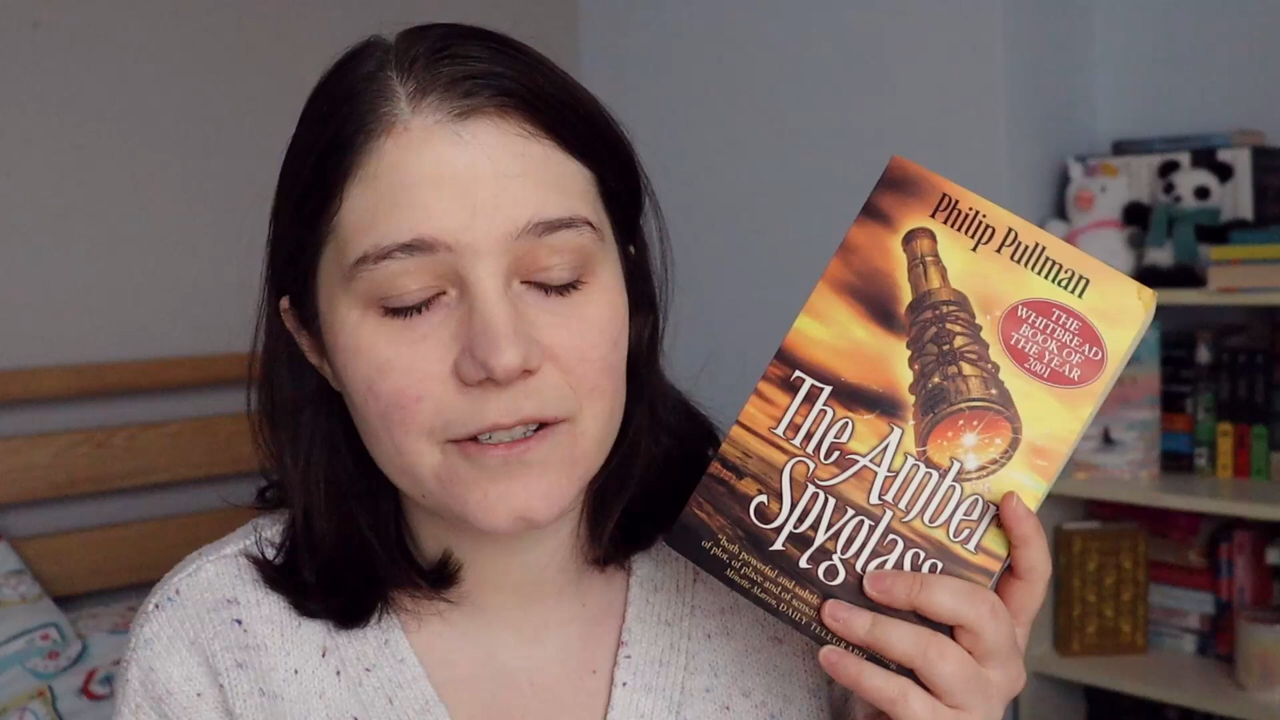 Philip Pullman
THE
WHITBREAD
BOOK OF
THE YEAR
2001
The Amber
Spyglass
"both powerful and subtle
of plot, of place and of
Minette Marrin, DAILY TELEGRAPH